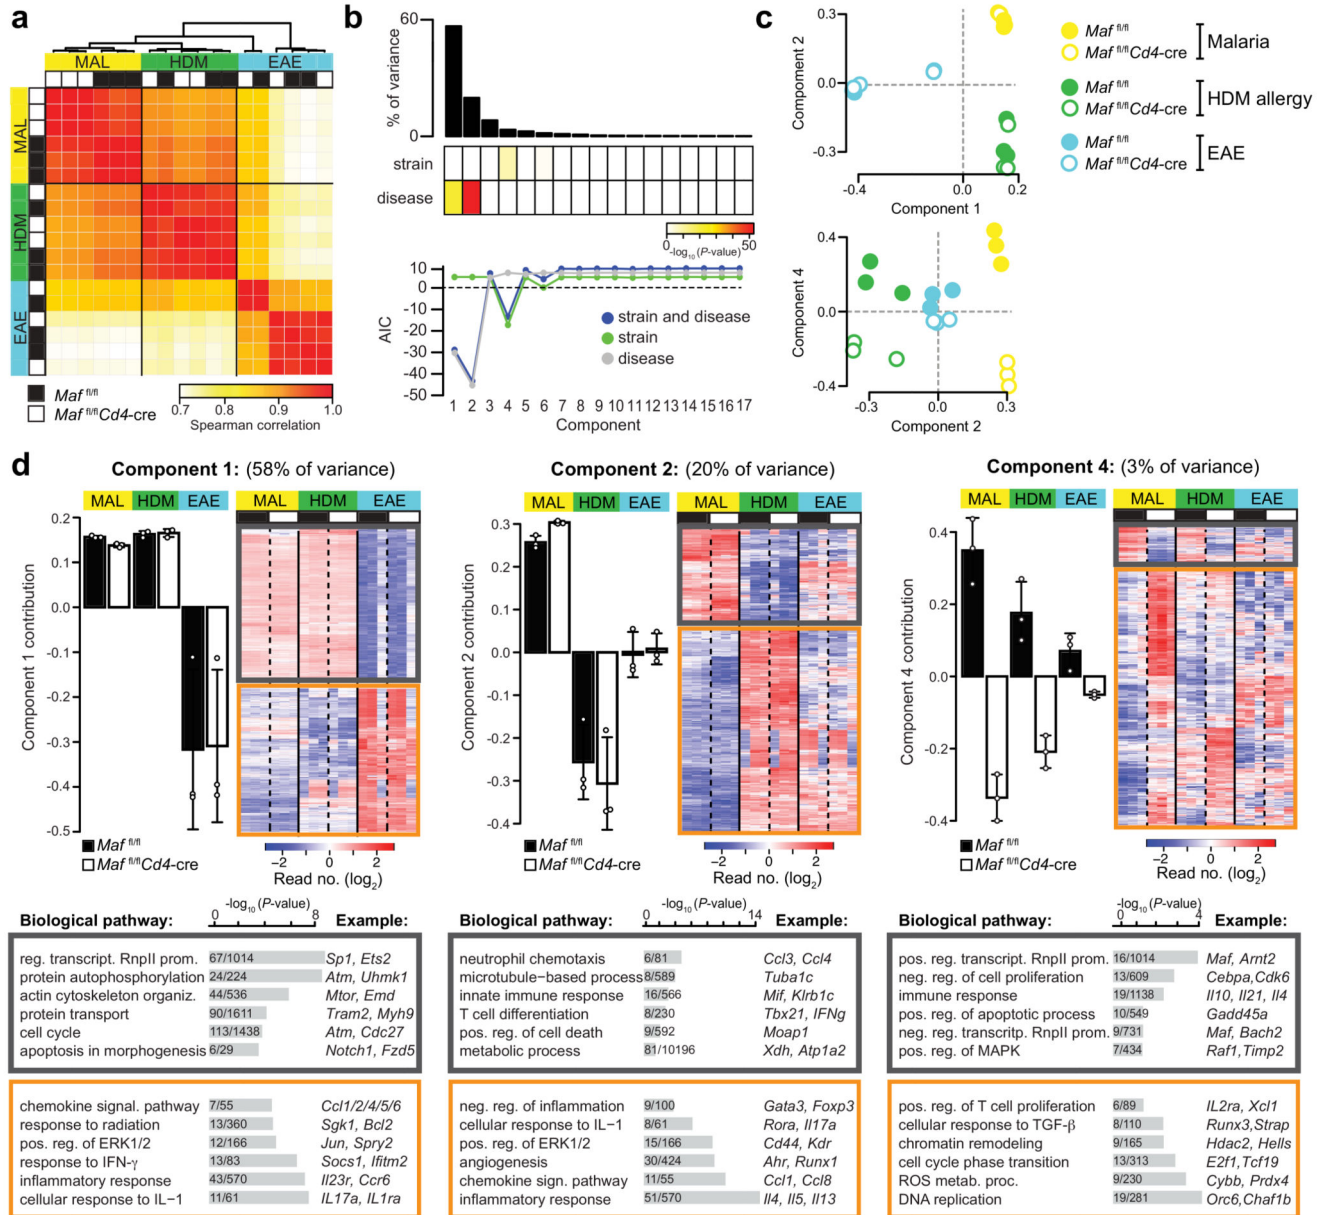 a
MAL HDM EAE
MAL
HDM
EAE
Maf fl/fl
Maf fl/fl Cd4-cre
0.7 0.8 0.9 1.0
Spearman correlation
b
60
0
% of variance
strain
disease
0 50
-log10 (P-value)
10
0
-10
-20
-30
-40
-50
AIC
strain and disease
strain
disease
1 2 3 4 5 6 7 8 9 10 11 12 13 14 15 16 17
Component
c
0.3
0.0
-0.3
Compoment 2
-0.4 0.0 0.2
Component 1
Maf fl/fl
Maf fl/fl Cd4-cre
Malaria
Maf fl/fl
Maf fl/fl Cd4-cre
HDM allergy
Maf fl/fl
Maf fl/fl Cd4-cre
EAE
0.4
0.0
-0.4
Compoment 4
-0.3 0.0 0.3
Component 2
d
Component 1: (58% of variance)
MAL HDM EAE MAL HDM EAE
0.2
0.1
0.0
-0.1
-0.2
-0.3
-0.4
-0.5
Component 1 contribution
Maf fl/fl
Maf fl/fl Cd4-cre
−2 0 2
Read no. (log2)
Component 2: (20% of variance)
MAL HDM EAE MAL HDM EAE
0.3
0.2
0.1
0.0
-0.1
-0.2
-0.3
-0.4
Component 2 contribution
Maf fl/fl
Maf fl/fl Cd4-cre
−2 0 2
Read no. (log2)
Component 4: (3% of variance)
MAL HDM EAE MAL HDM EAE
0.4
0.2
0.0
-0.2
-0.4
Component 4 contribution
Maf fl/fl
Maf fl/fl Cd4-cre
−2 0 2
Read no. (log2)
-log10 (P-value)
Biological pathway: 0 8 Example:
reg. transcript. RnpII prom. 67/1014 Sp1, Ets2
protein autophosphorylation 24/224 Atm, Uhmk1
actin cytoskeleton organiz. 44/536 Mtor, Emd
protein transport 90/1611 Tram2, Myh9
cell cycle 113/1438 Atm, Cdc27
apoptosis in morphogenesis 6/29 Notch1, Fzd5
chemokine signal. pathway 7/55 Ccl1/2/4/5/6
response to radiation 13/360 Sgk1, Bcl2
pos. reg. of ERK1/2 12/166 Jun, Spry2
response to IFN-γ 13/83 Socs1, Ifitm2
inflammatory response 43/570 Il23r, Ccr6
cellular response to IL−1 11/61 IL17a, IL1ra
-log10 (P-value)
Biological pathway: 0 14 Example:
neutrophil chemotaxis 6/81 Ccl3, Ccl4
microtubule−based process 8/589 Tuba1c
innate immune response 16/566 Mif, Klrb1c
T cell differentiation 8/230 Tbx21, IFNg
pos. reg. of cell death 9/592 Moap1
metabolic process 81/10196 Xdh, Atp1a2
neg. reg. of inflammation 9/100 Gata3, Foxp3
cellular response to IL−1 8/61 Rora, Il17a
pos. reg. of ERK1/2 15/166 Cd44, Kdr
angiogenesis 30/424 Ahr, Runx1
chemokine sign. pathway 11/55 Ccl1, Ccl8
inflammatory response 51/570 Il4, Il5, Il13
-log10 (P-value)
Biological pathway: 0 4 Example:
pos. reg. transcript. RnpII prom. 16/1014 Maf, Arnt2
neg. reg. of cell proliferation 13/609 Cebpa,Cdk6
immune response 19/1138 Il10, Il21, Il4
pos. reg. of apoptotic process 10/549 Gadd45a
neg. reg. transcritp. RnpII prom. 9/731 Maf, Bach2
pos. reg. of MAPK 7/434 Raf1,Timp2
pos. reg. of T cell proliferation 6/89 IL2ra, Xcl1
cellular response to TGF-β 8/110 Runx3,Strap
chromatin remodeling 9/165 Hdac2, Hells
cell cycle phase transition 13/313 E2f1,Tcf19
ROS metab. proc. 9/230 Cybb, Prdx4
DNA replication 19/281 Orc6,Chaf1b